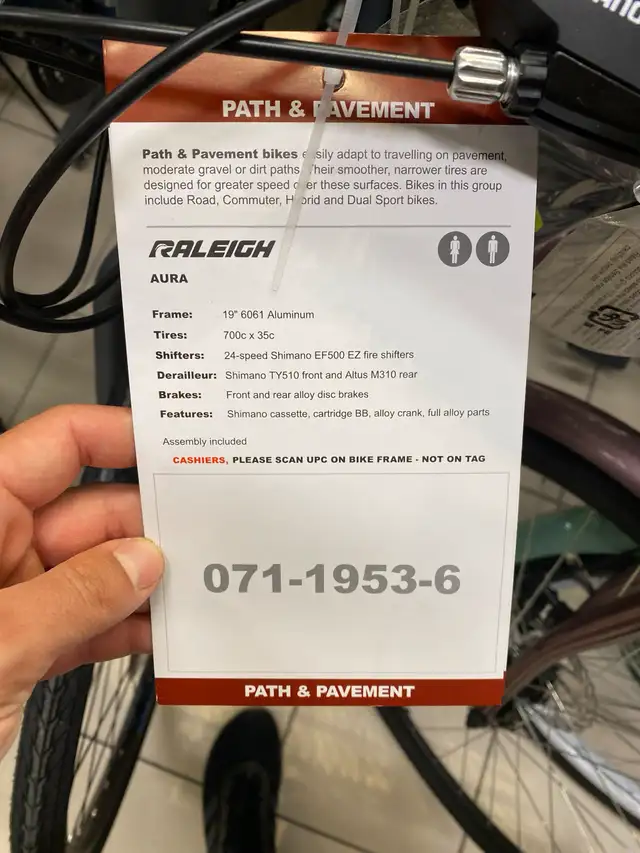 PATH & PAVEMENT
Path & Pavement bikes easily adapt to travelling on pavement,
moderate gravel or dirt paths. Their smoother, narrower tires are
designed for greater speed over these surfaces. Bikes in this group
include Road, Commuter, Hybrid and Dual Sport bikes.
RALEIGH
AURA
Frame: 19" 6061 Aluminum
Tires: 700c x 35c
Shifters: 24-speed Shimano EF500 EZ fire shifters
Derailleur: Shimano TY510 front and Altus M310 rear
Brakes: Front and rear alloy disc brakes
Features: Shimano cassette, cartridge BB, alloy crank, full alloy parts
Assembly included
CASHIERS, PLEASE SCAN UPC ON BIKE FRAME - NOT ON TAG
071-1953-6
PATH & PAVEMENT